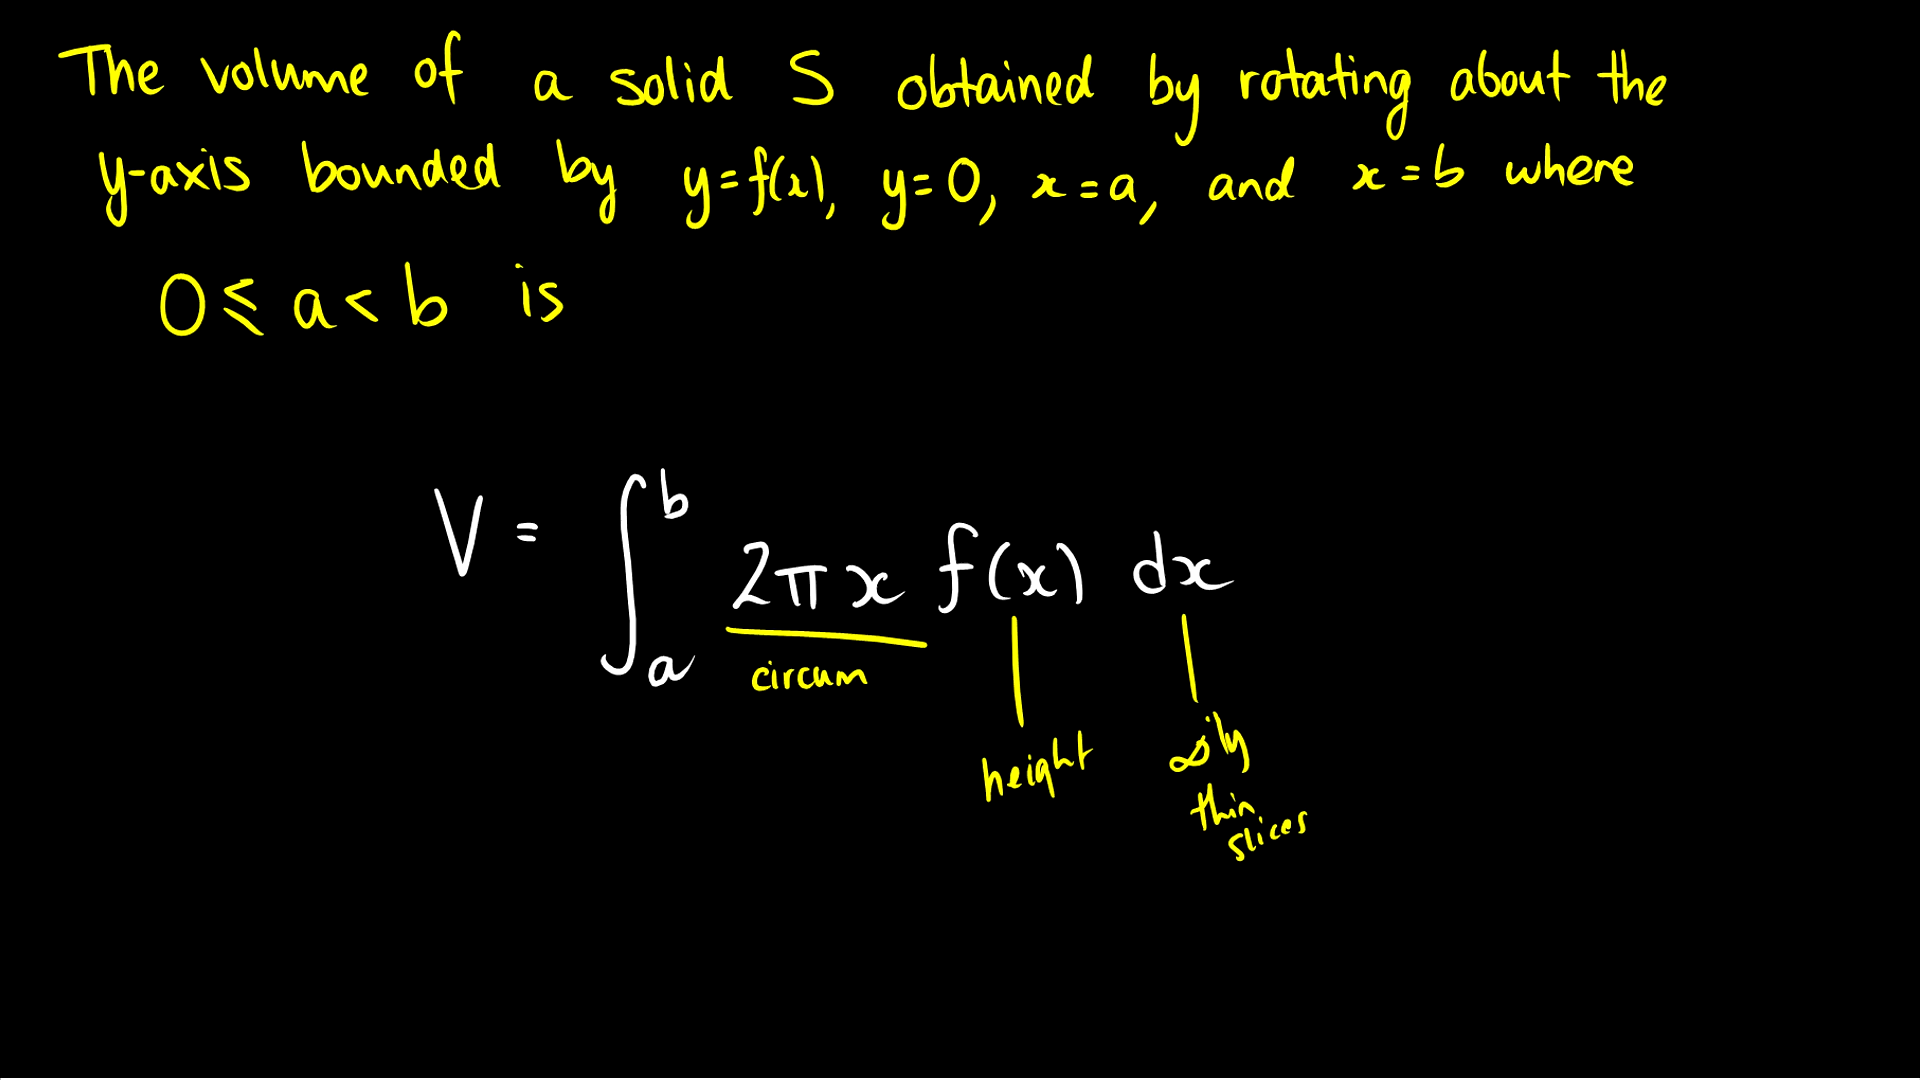 The volume of a solid S obtained by rotating about the
y-axis bounded by y=f(x), y=0, x=a, and x=b where
0≤a<b is
V = ∫_a^b 2πx f(x) dx
circum
height
∞'ly
thin
slices